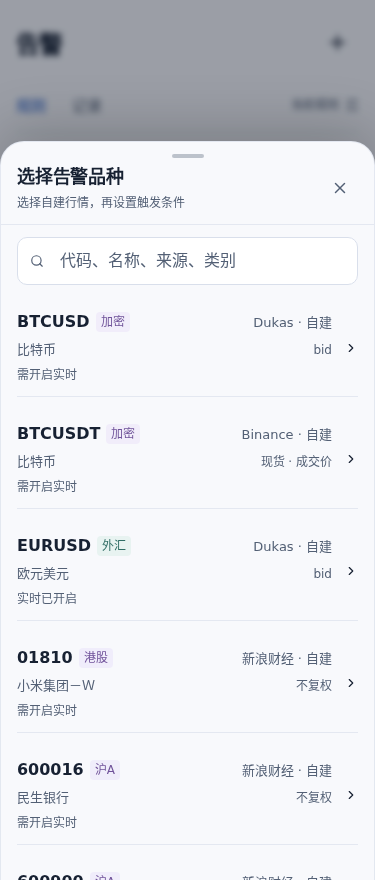 告警
选择告警品种
选择自建行情，再设置触发条件
代码、名称、来源、类别
BTCUSD 加密 Dukas · 自建
比特币 bid
需开启实时
BTCUSDT 加密 Binance · 自建
比特币 现货 · 成交价
需开启实时
EURUSD 外汇 Dukas · 自建
欧元美元 bid
实时已开启
01810 港股 新浪财经 · 自建
小米集团－W 不复权
需开启实时
600016 沪A 新浪财经 · 自建
民生银行 不复权
需开启实时